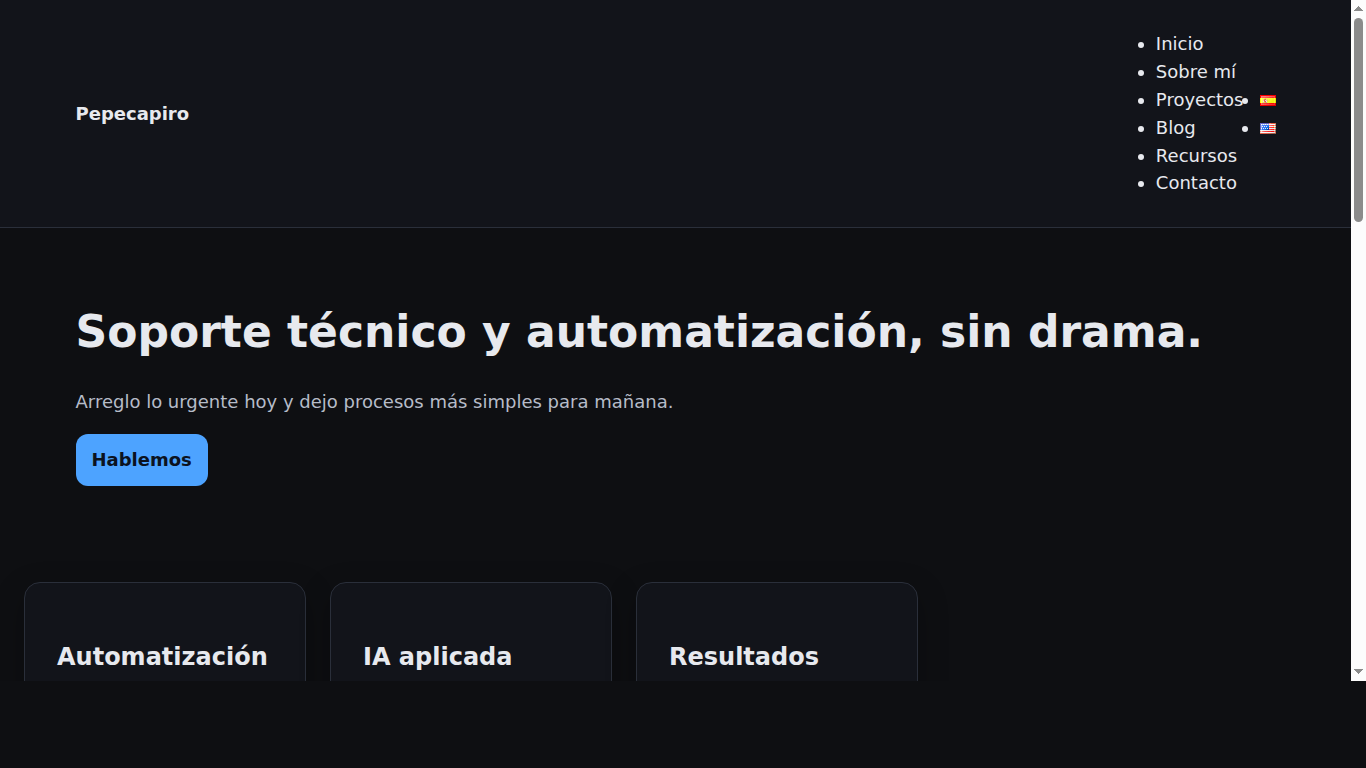 Pepecapiro
Inicio
Sobre mí
Proyectos
Blog
Recursos
Contacto
Soporte técnico y automatización, sin drama.
Arreglo lo urgente hoy y dejo procesos más simples para mañana.
Hablemos
Automatización
IA aplicada
Resultados